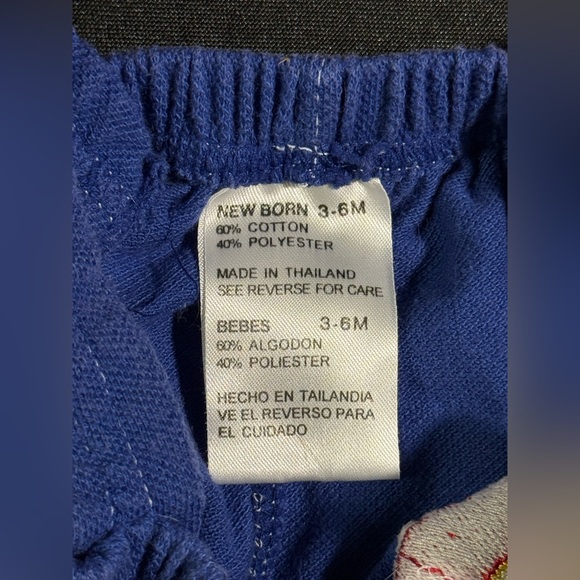 NEW BORN 3-6M
60% COTTON
40% POLYESTER
MADE IN THAILAND
SEE REVERSE FOR CARE
BEBES 3-6M
60% ALGODON
40% POLIESTER
HECHO EN TAILANDIA
VE EL REVERSO PARA
EL CUIDADO